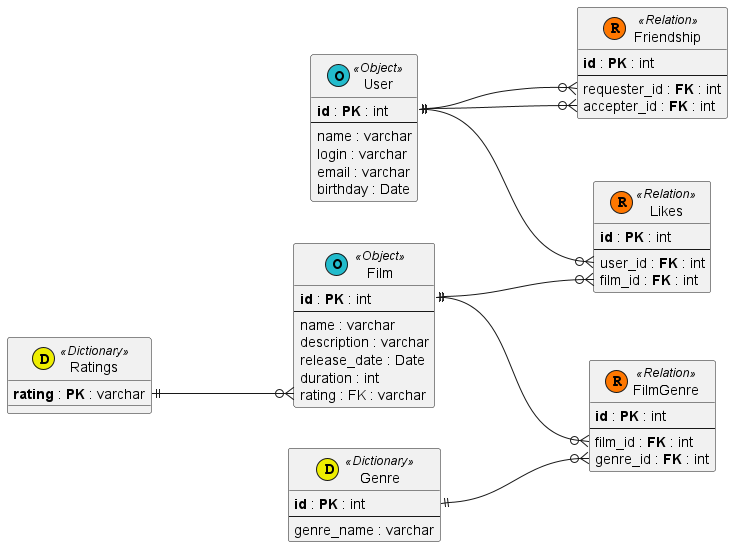 R
«Relation»
Friendship
id : PK : int
requester_id : FK : int
accepter_id : FK : int
O
«Object»
User
id : PK : int
name : varchar
login : varchar
email : varchar
birthday : Date
R
«Relation»
Likes
id : PK : int
user_id : FK : int
film_id : FK : int
O
«Object»
Film
id : PK : int
name : varchar
description : varchar
release_date : Date
duration : int
rating : FK : varchar
D
«Dictionary»
Ratings
rating : PK : varchar
R
«Relation»
FilmGenre
id : PK : int
film_id : FK : int
genre_id : FK : int
D
«Dictionary»
Genre
id : PK : int
genre_name : varchar